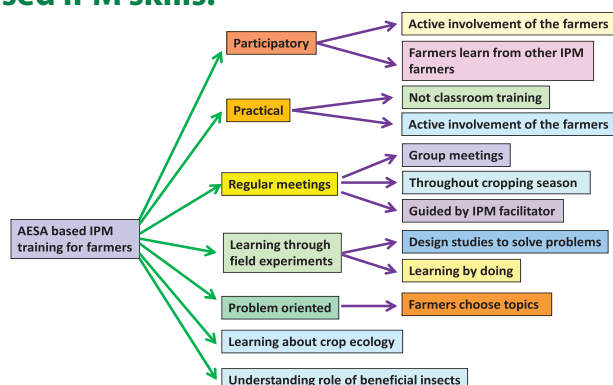 sed IPM skills:
Participatory
Active involvement of the farmers
Farmers learn from other IPM
farmers
Practical
Not classroom training
Active involvement of the farmers
Regular meetings
Group meetings
Throughout cropping season
Guided by IPM facilitator
AESA based IPM
training for farmers
Learning through
field experiments
Design studies to solve problems
Learning by doing
Problem oriented
Farmers choose topics
Learning about crop ecology
Understanding role of beneficial insects